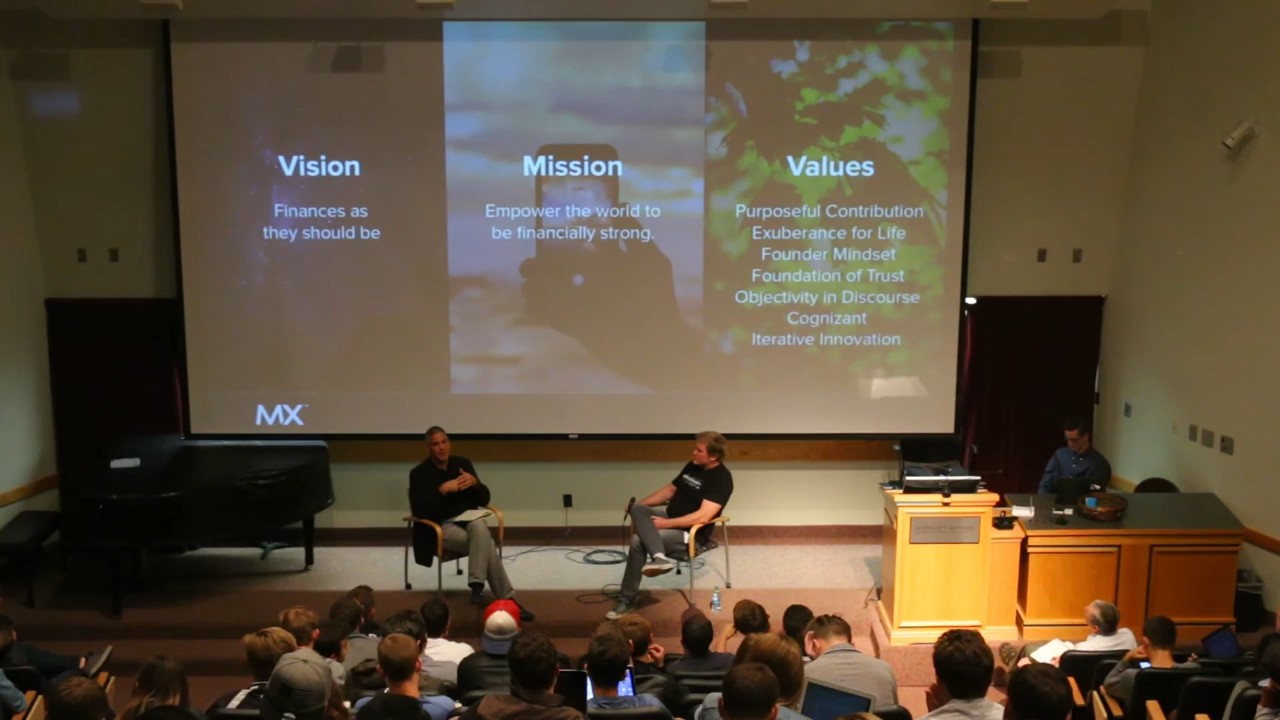 Vision
Finances as
they should be
Mission
Empower the world to
be financially strong.
Values
Purposeful Contribution
Exuberance for Life
Founder Mindset
Foundation of Trust
Objectivity in Discourse
Cognizant
Iterative Innovation
MX